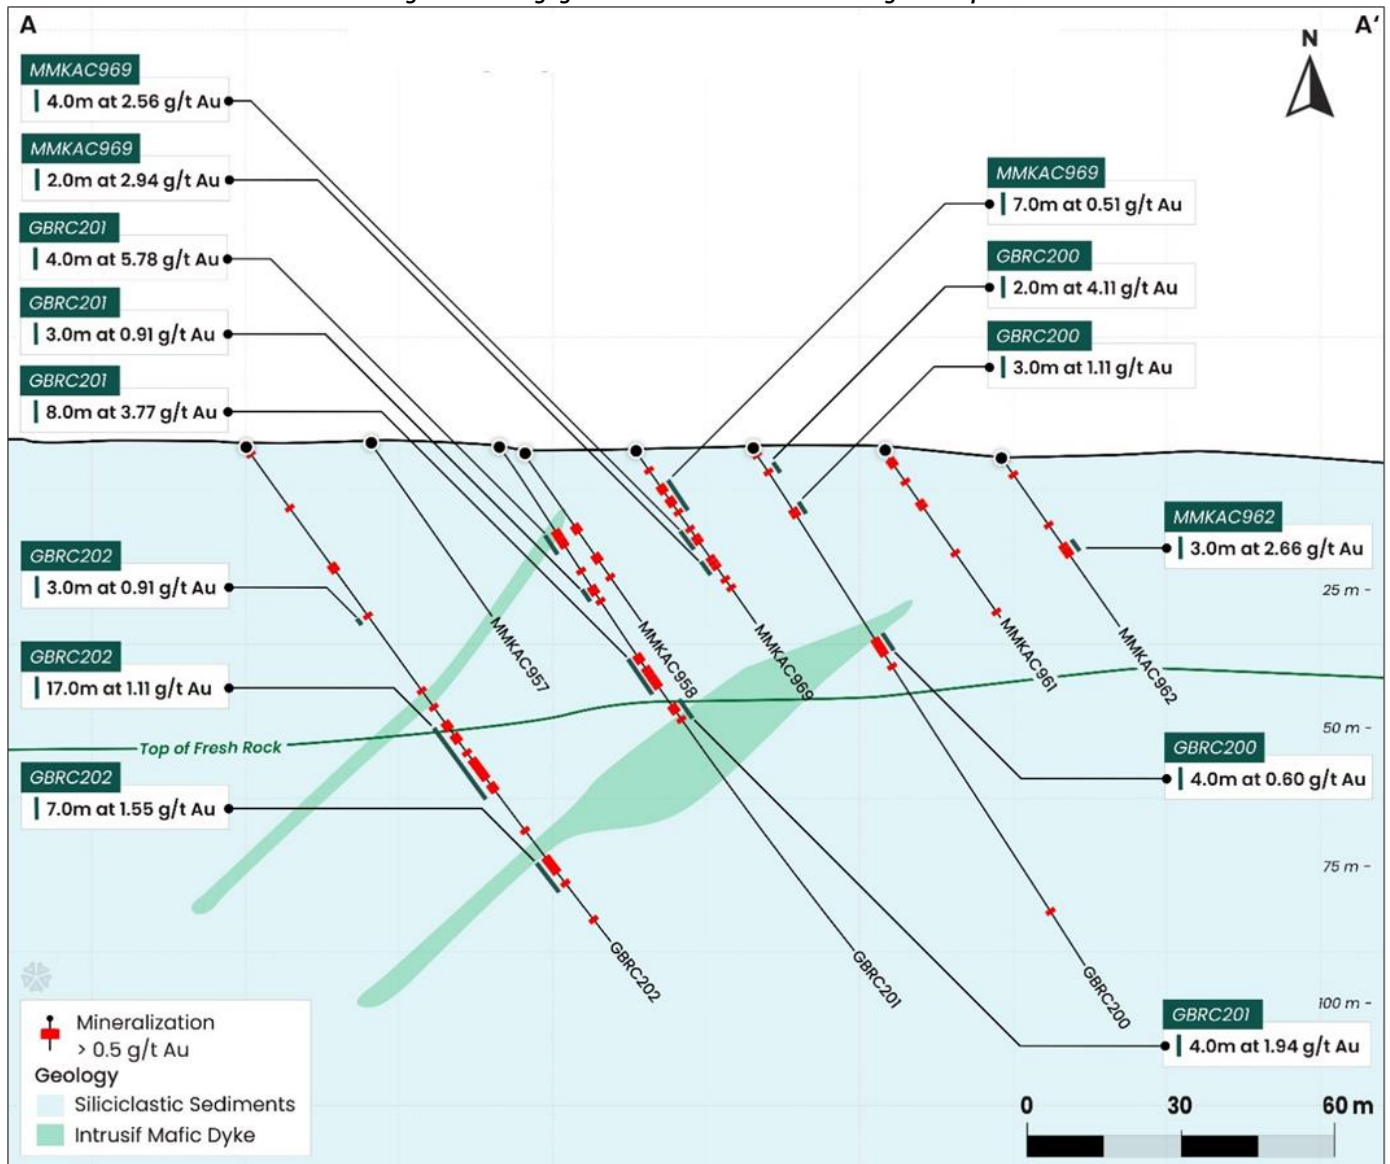 A
A'
N
MMKAC969
4.0m at 2.56 g/t Au
MMKAC969
2.0m at 2.94 g/t Au
GBRC201
4.0m at 5.78 g/t Au
GBRC201
3.0m at 0.91 g/t Au
GBRC201
8.0m at 3.77 g/t Au
MMKAC969
7.0m at 0.51 g/t Au
GBRC200
2.0m at 4.11 g/t Au
GBRC200
3.0m at 1.11 g/t Au
MMKAC962
3.0m at 2.66 g/t Au
GBRC202
3.0m at 0.91 g/t Au
25 m
MMKAC957
MMKAC958
MMKAC969
MMKAC961
MMKAC962
GBRC202
17.0m at 1.11 g/t Au
50 m
Top of Fresh Rock
GBRC200
4.0m at 0.60 g/t Au
GBRC202
7.0m at 1.55 g/t Au
75 m
GBRC202
GBRC201
GBRC200
100 m
GBRC201
4.0m at 1.94 g/t Au
Mineralization
> 0.5 g/t Au
Geology
Siliciclastic Sediments
Intrusif Mafic Dyke
0 30 60 m